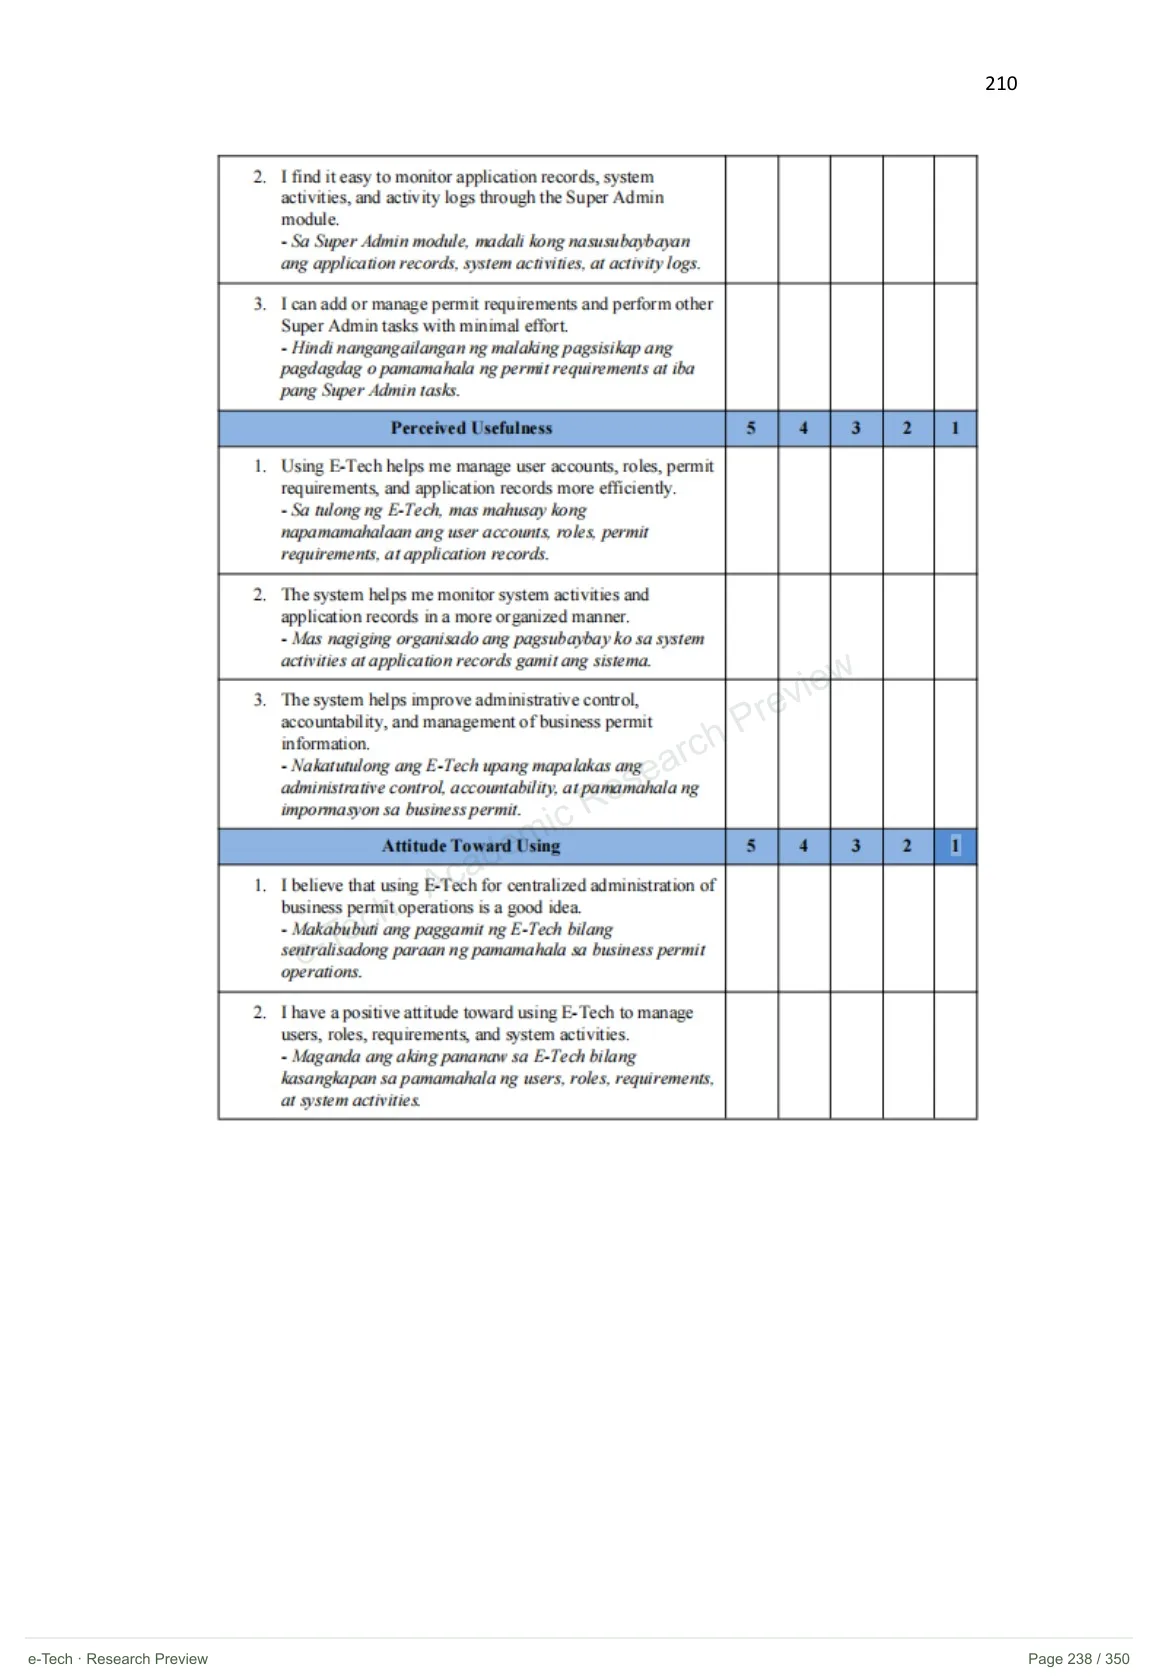 210
2. I find it easy to monitor application records, system
activities, and activity logs through the Super Admin
module.
- Sa Super Admin module, madali kong nasusubaybayan
ang application records, system activities, at activity logs.
3. I can add or manage permit requirements and perform other
Super Admin tasks with minimal effort.
- Hindi nangangailangan ng malaking pagsisikap ang
pagdagdag o pamamahala ng permit requirements at iba
pang Super Admin tasks.
Perceived Usefulness 5 4 3 2 1
1. Using E-Tech helps me manage user accounts, roles, permit
requirements, and application records more efficiently.
- Sa tulong ng E-Tech, mas mahusay kong
napamamahalaan ang user accounts, roles, permit
requirements, at application records.
2. The system helps me monitor system activities and
application records in a more organized manner.
- Mas nagiging organisado ang pagsubaybay ko sa system
activities at application records gamit ang sistema.
3. The system helps improve administrative control,
accountability, and management of business permit
information.
- Nakatutulong ang E-Tech upang mapalakas ang
administrative control, accountability, at pamamahala ng
impormasyon sa business permit.
Attitude Toward Using 5 4 3 2 1
1. I believe that using E-Tech for centralized administration of
business permit operations is a good idea.
- Makabubuti ang paggamit ng E-Tech bilang
sentralisadong paraan ng pamamahala sa business permit
operations.
2. I have a positive attitude toward using E-Tech to manage
users, roles, requirements, and system activities.
- Maganda ang aking pananaw sa E-Tech bilang
kasangkapan sa pamamahala ng users, roles, requirements,
at system activities.
e-Tech · Academic Research Preview
e-Tech · Research Preview Page 238 / 350